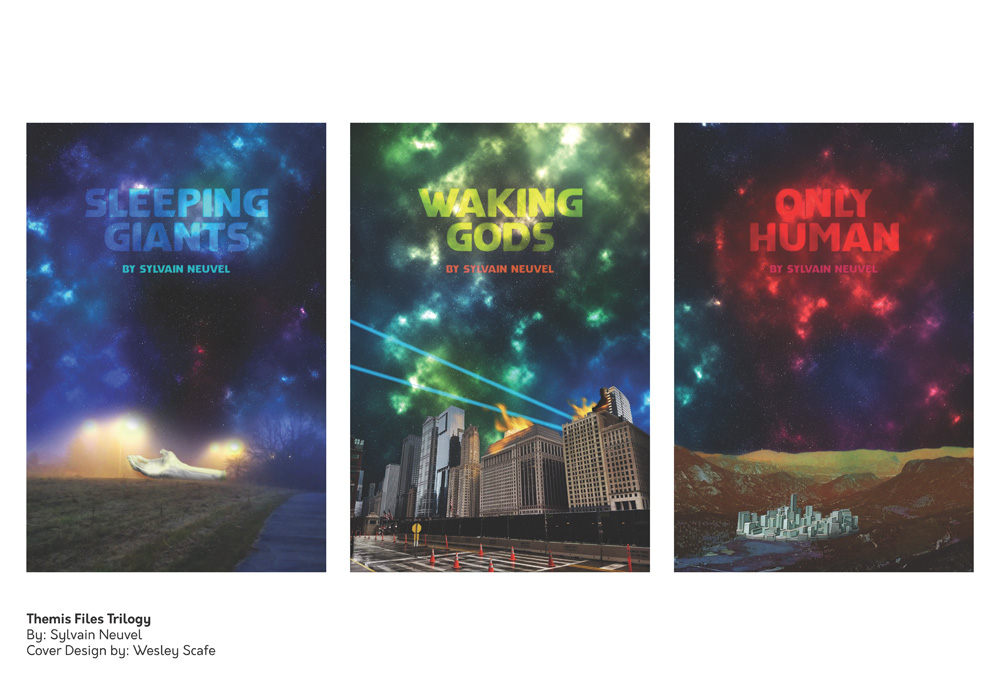 SLEEPING
GIANTS
BY SYLVAIN NEUVEL
WAKING
GODS
BY SYLVAIN NEUVEL
ONLY
HUMAN
BY SYLVAIN NEUVEL
Themis Files Trilogy
By: Sylvain Neuvel
Cover Design by: Wesley Scafe